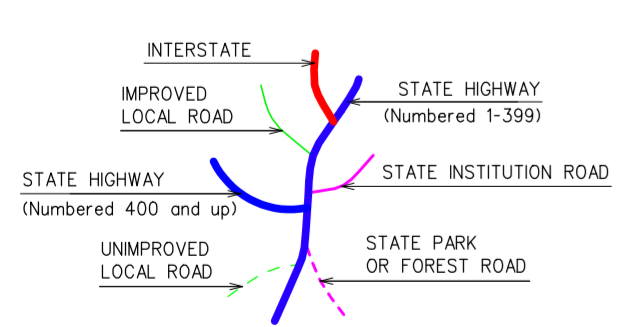 INTERSTATE
STATE HIGHWAY
(Numbered 1-399)
IMPROVED
LOCAL ROAD
STATE INSTITUTION ROAD
STATE HIGHWAY
(Numbered 400 and up)
UNIMPROVED
LOCAL ROAD
STATE PARK
OR FOREST ROAD